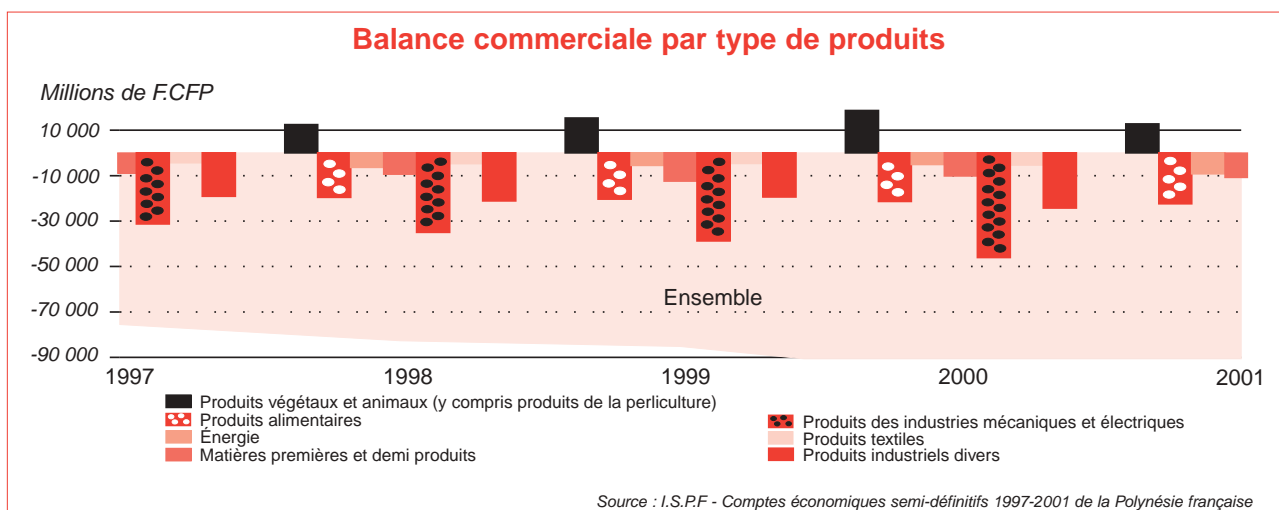 Balance commerciale par type de produits
Millions de F.CFP
10 000
-10 000
-30 000
-50 000
Ensemble
-70 000
-90 000
1997 1998 1999 2000 2001
Produits végétaux et animaux (y compris produits de la perliculture)
Produits alimentaires
Énergie
Matières premières et demi produits
Produits des industries mécaniques et électriques
Produits textiles
Produits industriels divers
Source : I.S.P.F - Comptes économiques semi-définitifs 1997-2001 de la Polynésie française